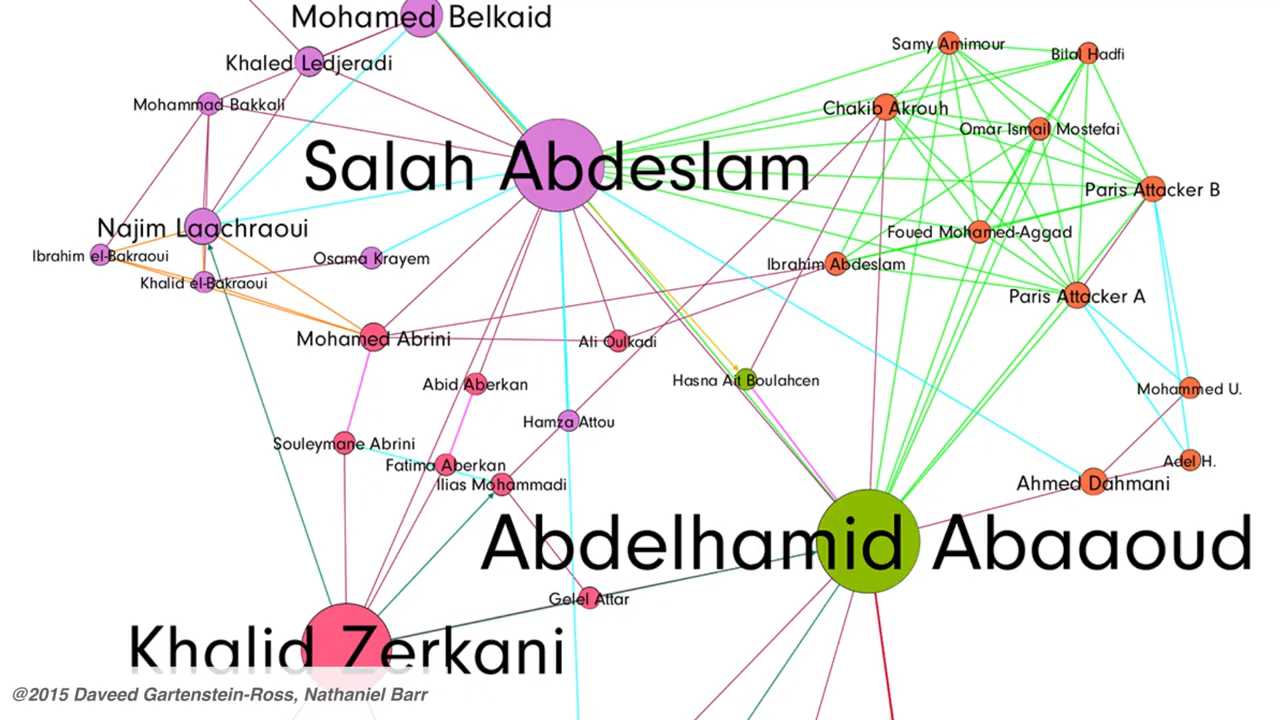 Mohamed Belkaid
Samy Amimour
Bilal Hadfi
Khaled Ledjeradi
Mohammad Bakkali
Chakib Akrouh
Omar Ismail Mostefai
Salah Abdeslam
Paris Attacker B
Najim Laachraoui
Foued Mohamed-Aggad
Ibrahim el-Bakraoui
Osama Krayem
Ibrahim Abdeslam
Khalid el-Bakraoui
Paris Attacker A
Mohamed Abrini
Ali Oulkadi
Abid Aberkan
Hasna Ait Boulahcen
Mohammed U.
Hamza Attou
Souleymane Abrini
Fatima Aberkan
Adel H.
Ilias Mohammadi
Ahmed Dahmani
Abdelhamid Abaaoud
Gelel Attar
Khalid Zerkani
@2015 Daveed Gartenstein-Ross, Nathaniel Barr